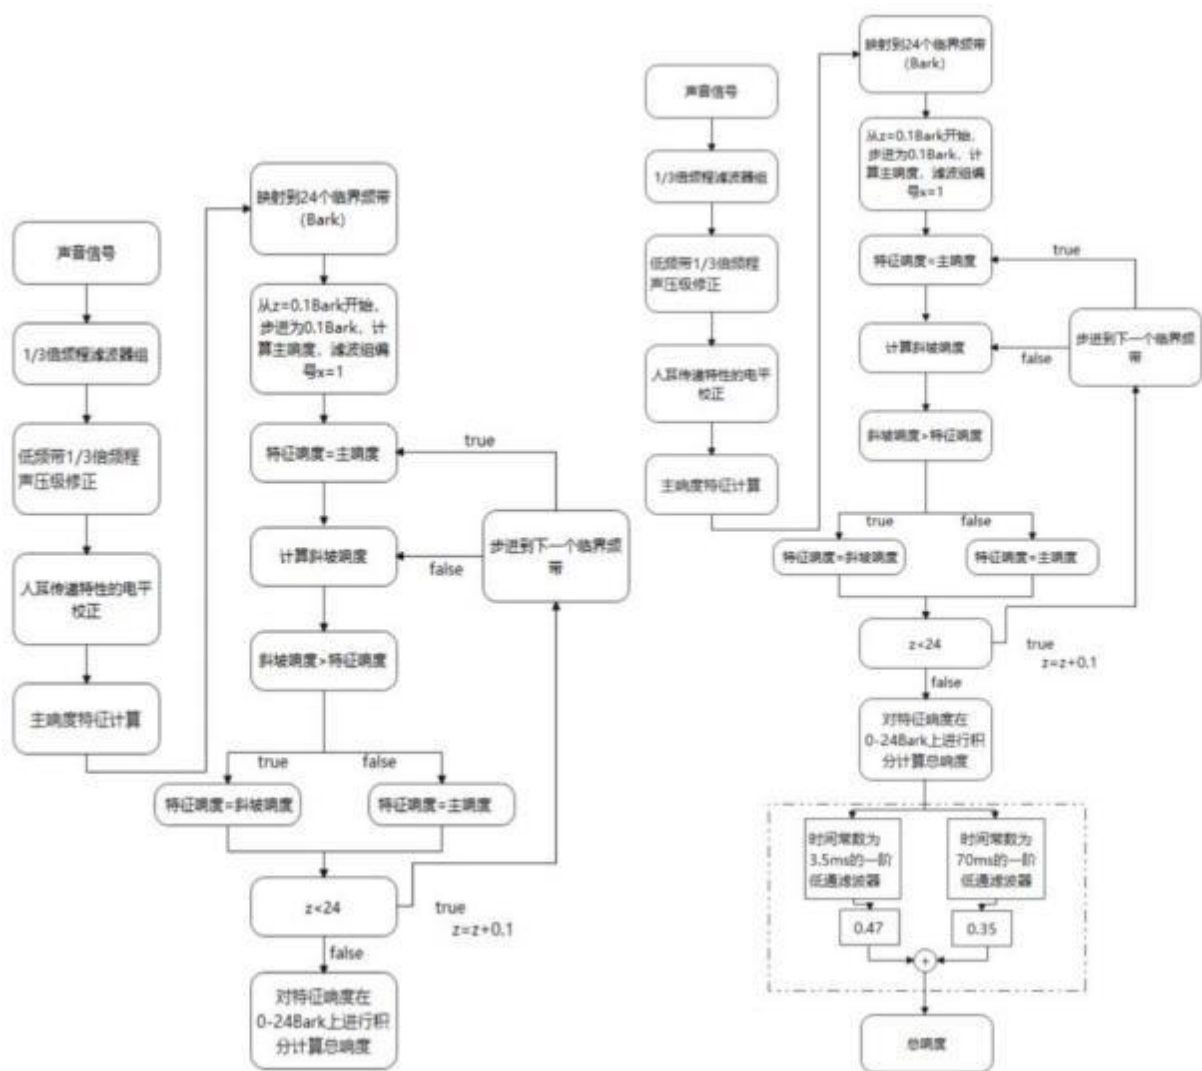 声音信号
1/3倍频程滤波器组
低频带1/3倍频程
声压级修正
人耳传递特性的电平
校正
主响度特征计算
映射到24个临界频带
(Bark)
从z=0.1Bark开始，
步进为0.1Bark，计
算主响度，滤波组编
号x=1
特征响度=主响度
true
计算斜坡响度
false
步进到下一个临界频
带
斜坡响度>特征响度
true
false
特征响度=斜坡响度
特征响度=主响度
z<24
true
z=z+0.1
false
对特征响度在
0-24Bark上进行积
分计算总响度
声音信号
1/3倍频程滤波器组
低频带1/3倍频程
声压级修正
人耳传递特性的电平
校正
主响度特征计算
映射到24个临界频带
(Bark)
从z=0.1Bark开始，
步进为0.1Bark，计
算主响度，滤波组编
号x=1
特征响度=主响度
true
计算斜坡响度
false
步进到下一个临界频
带
斜坡响度>特征响度
true
false
特征响度=斜坡响度
特征响度=主响度
z<24
true
z=z+0.1
false
对特征响度在
0-24Bark上进行积
分计算总响度
时间常数为
3.5ms的一阶
低通滤波器
时间常数为
70ms的一阶
低通滤波器
0.47
0.35
+
总响度